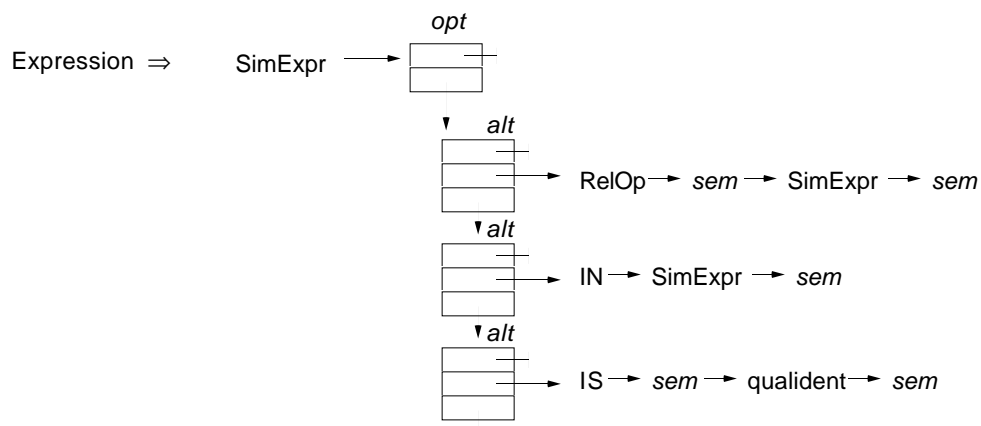 opt
Expression ⇒ SimExpr
alt
RelOp sem SimExpr sem
alt
IN SimExpr sem
alt
IS sem qualident sem